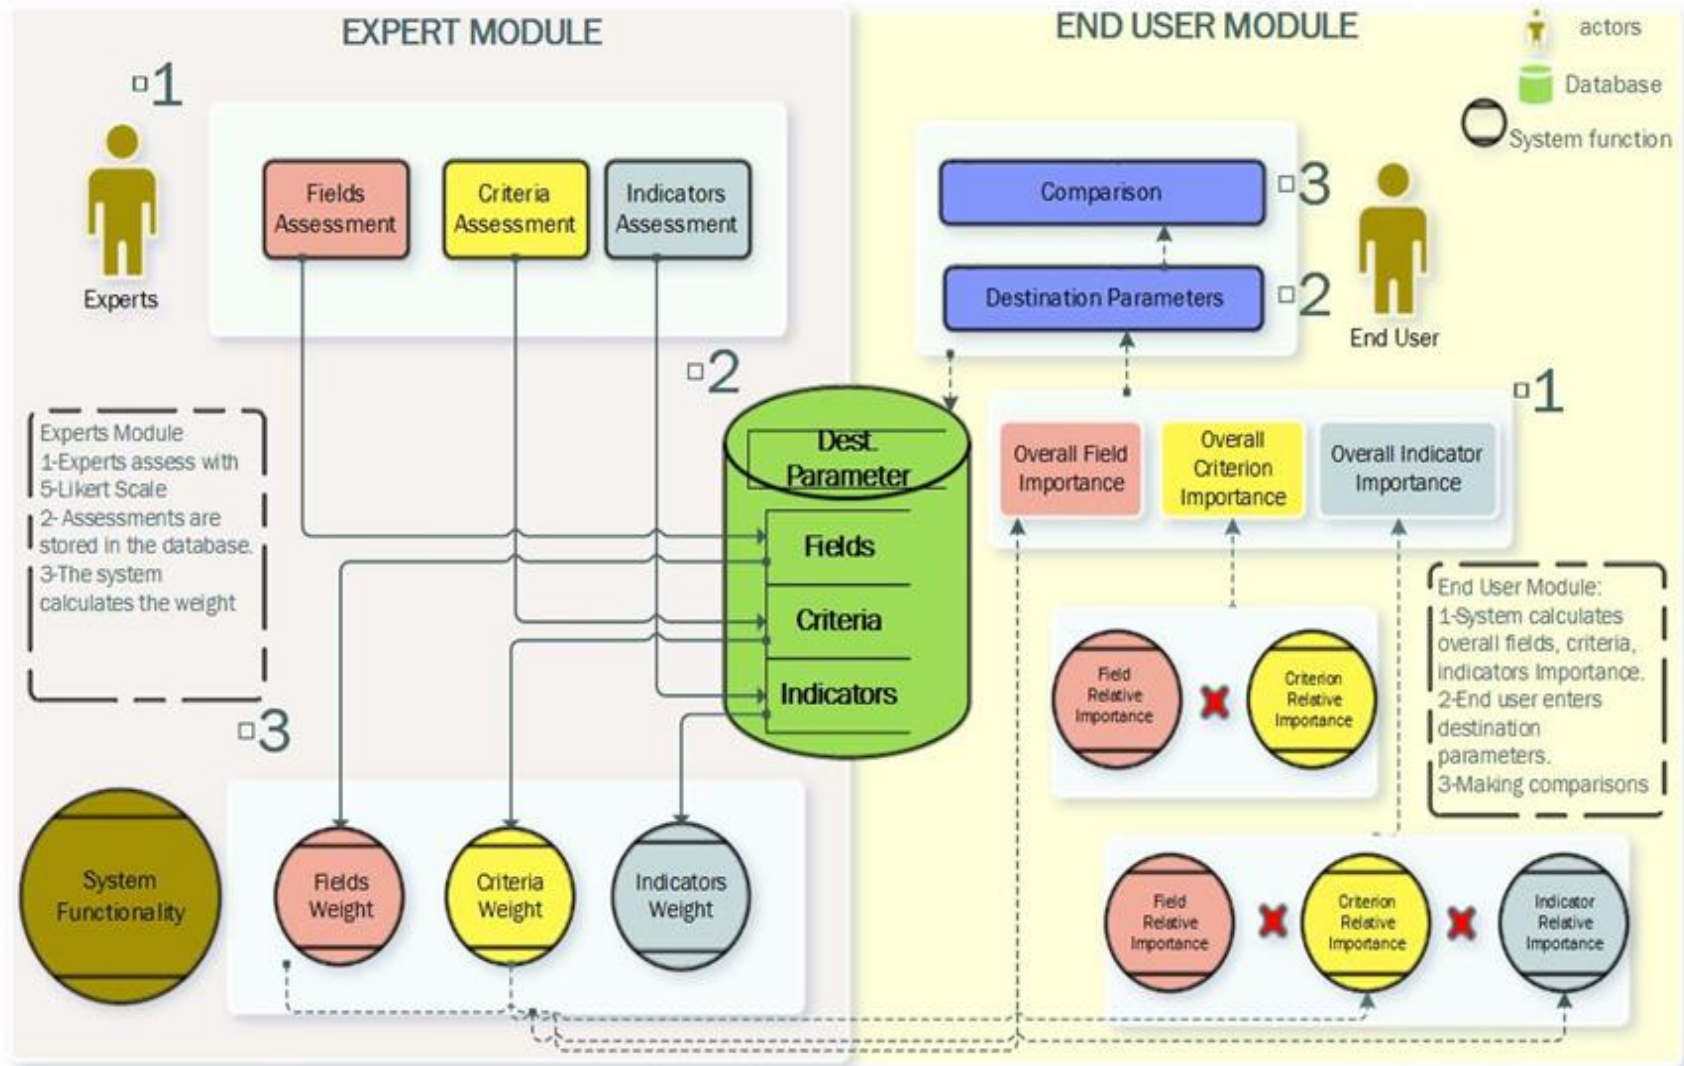 EXPERT MODULE
END USER MODULE
actors
Database
System function
1
Experts
Fields
Assessment
Criteria
Assessment
Indicators
Assessment
2
Experts Module
1-Experts assess with
5-Likert Scale
2- Assessments are
stored in the database.
3-The system
calculates the weight
3
System
Functionality
Fields
Weight
Criteria
Weight
Indicators
Weight
Dest.
Parameter
Fields
Criteria
Indicators
Comparison
3
Destination Parameters
2
End User
1
Overall Field
Importance
Overall
Criterion
Importance
Overall Indicator
Importance
Field
Relative
Importance
Criterion
Relative
Importance
End User Module:
1-System calculates
overall fields, criteria,
indicators Importance.
2-End user enters
destination
parameters.
3-Making comparisons
Field
Relative
Importance
Criterion
Relative
Importance
Indicator
Relative
Importance